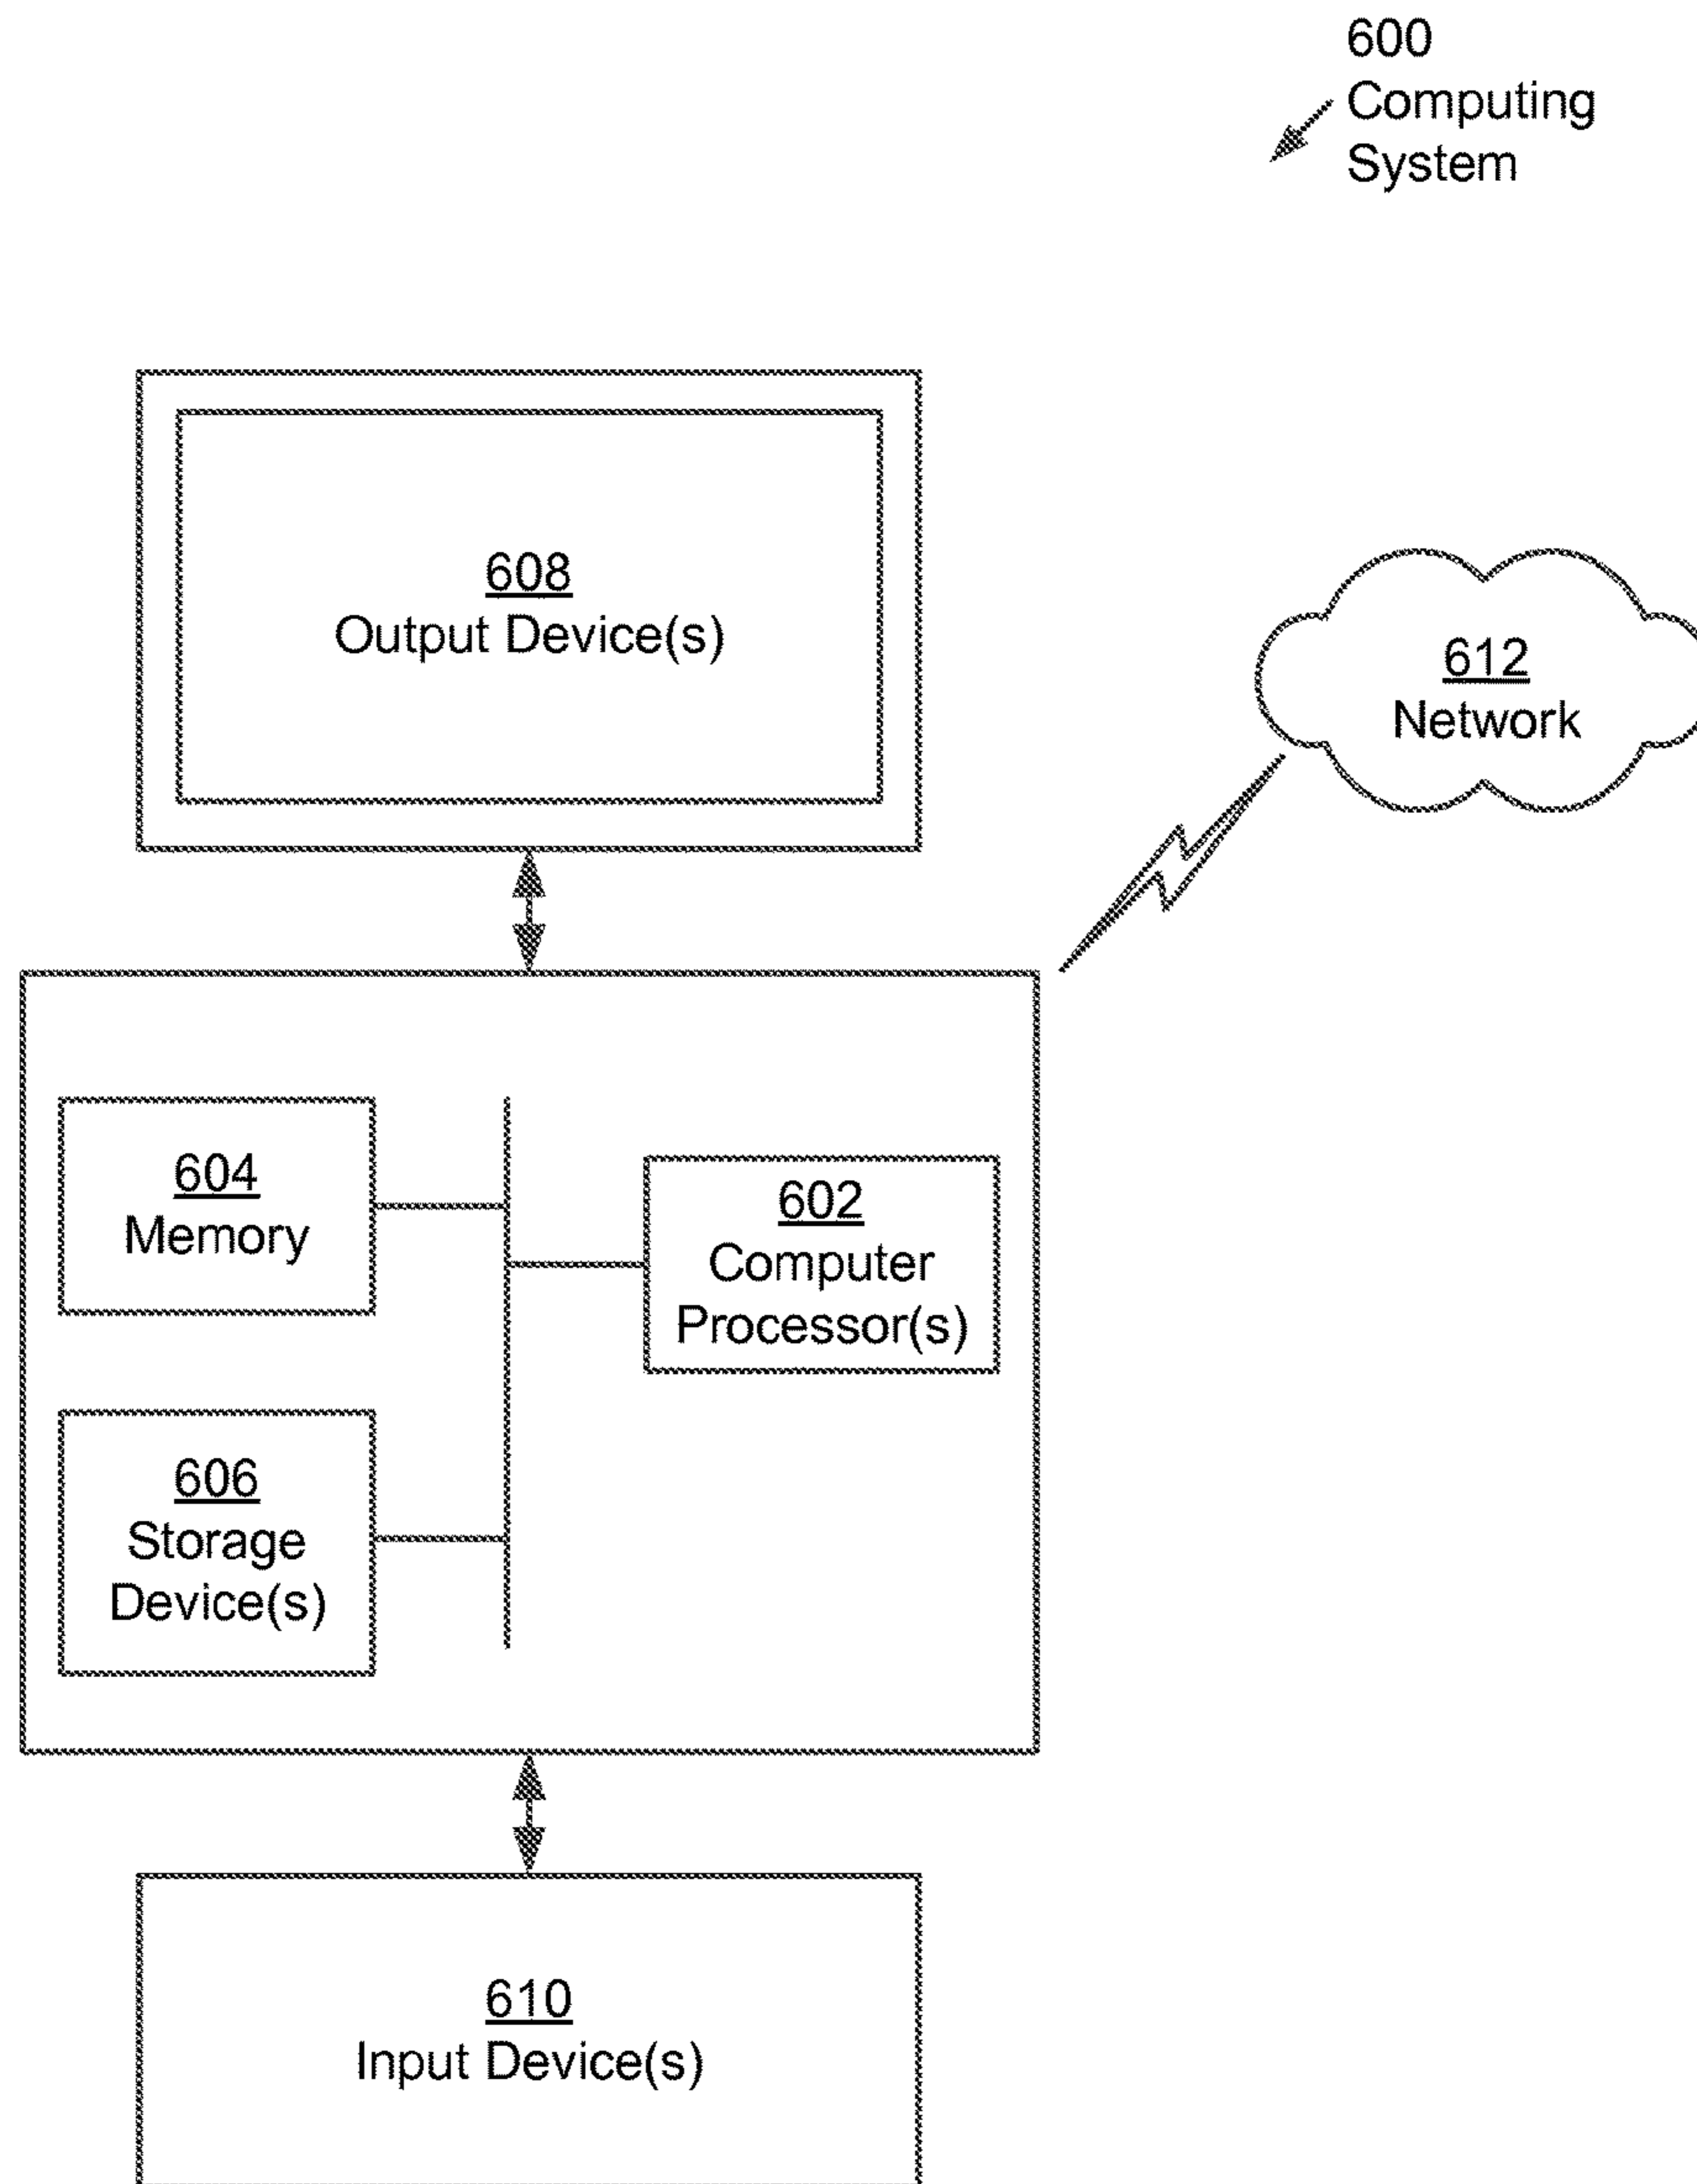 600
Computing
System
608
Output Device(s)
612
Network
604
Memory
602
Computer
Processor(s)
606
Storage
Device(s)
610
Input Device(s)